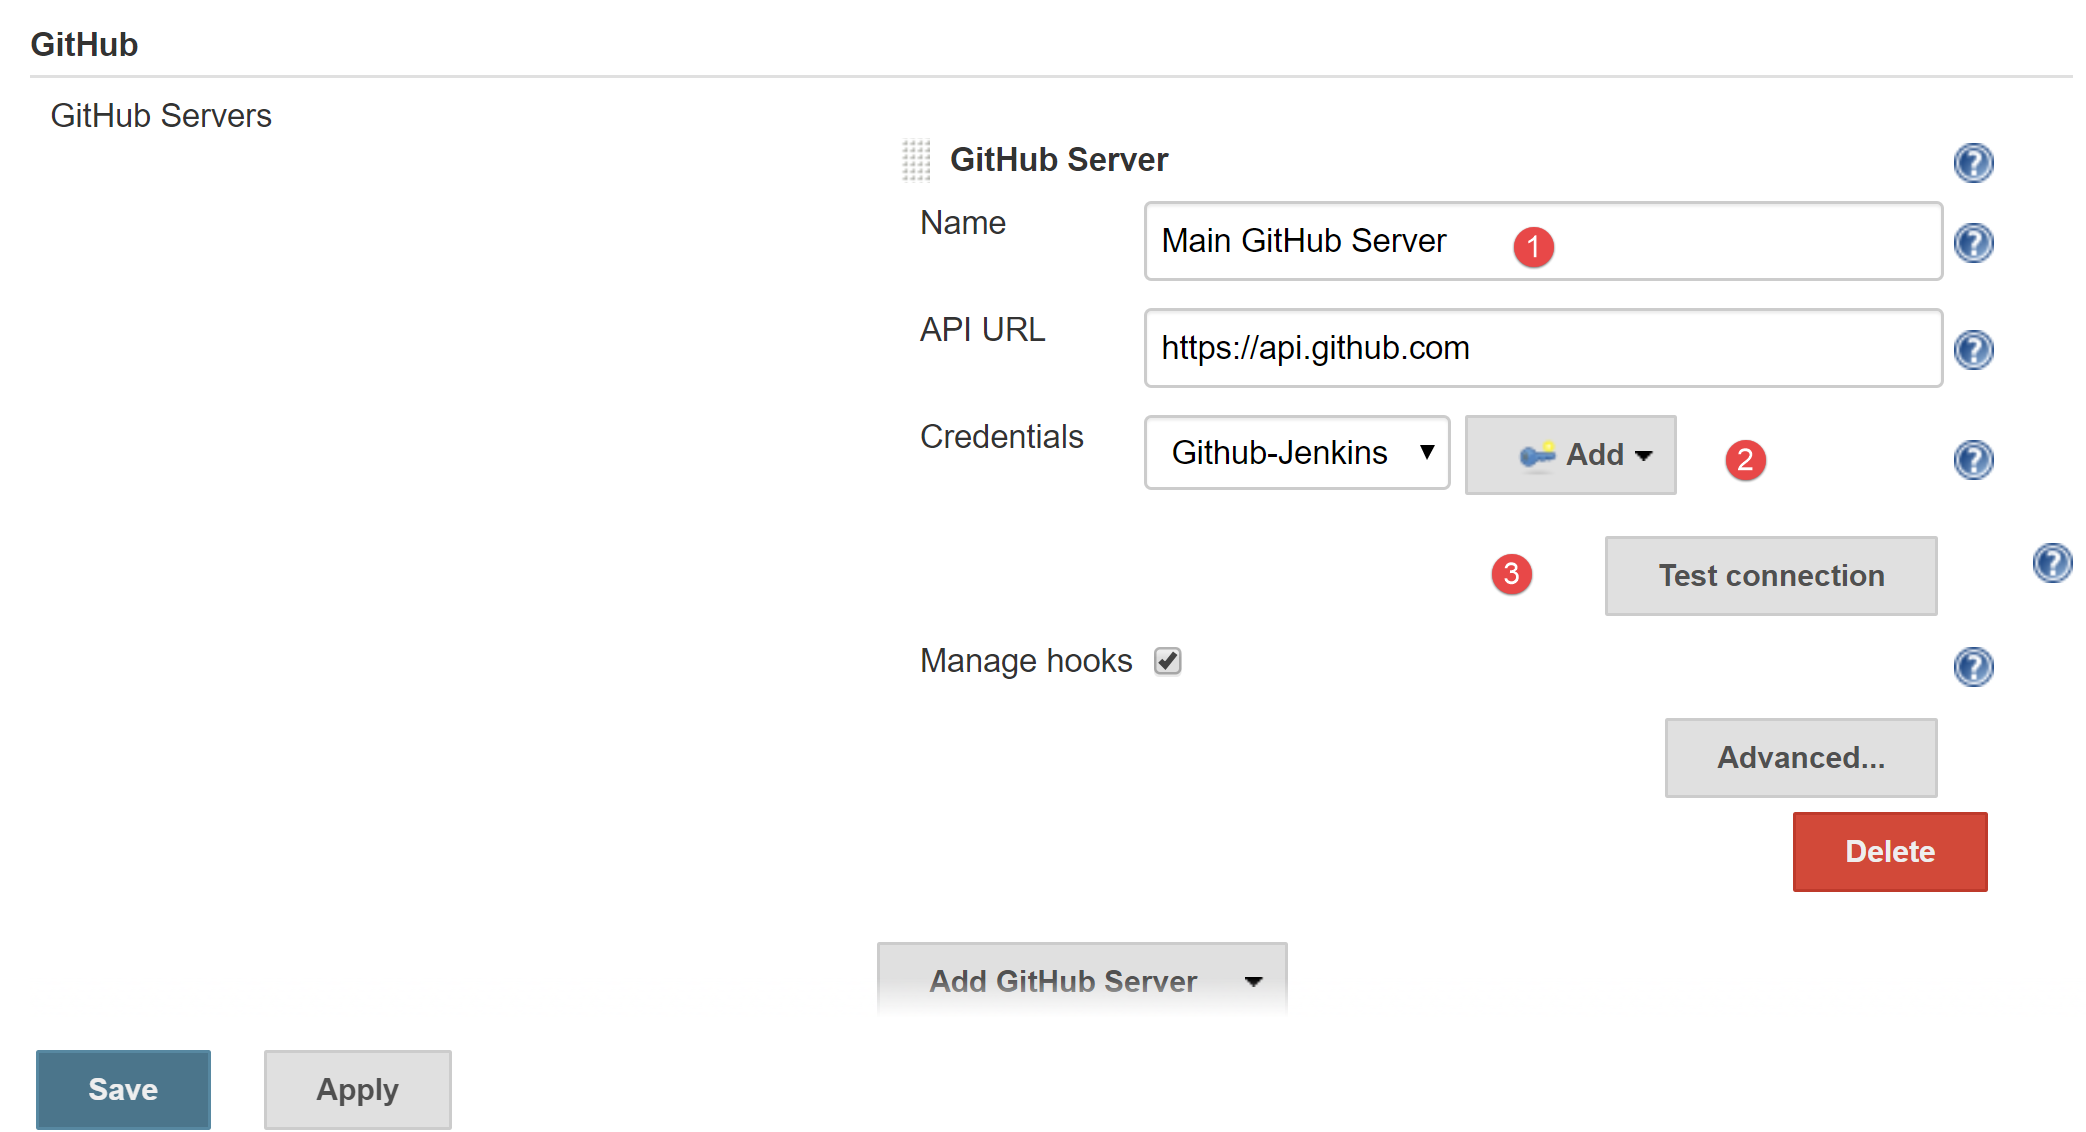 GitHub
GitHub Servers
GitHub Server
?
Name
Main GitHub Server
1
?
API URL
https://api.github.com
?
Credentials
Github-Jenkins
Add
2
?
3
Test connection
?
Manage hooks
?
Advanced...
Delete
Add GitHub Server
Save
Apply